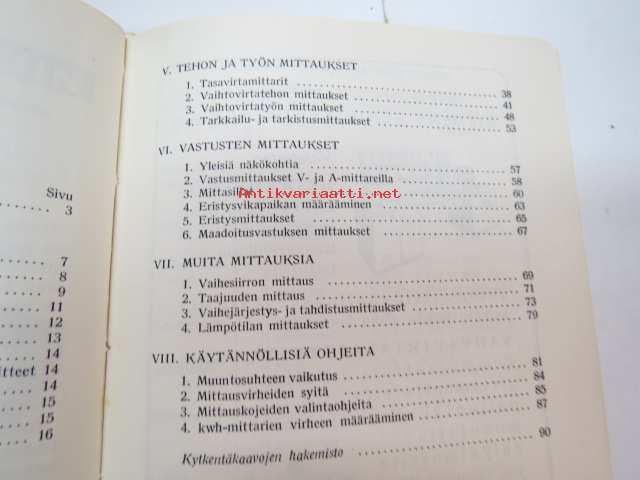 Sivu
3
7
8
9
11
12
13
14
itteet 14
14
15
15
16
V. TEHON JA TYÖN MITTAUKSET
1. Tasavirtamittarit 38
2. Vaihtovirtatehon mittaukset 41
3. Vaihtovirtatyön mittaukset 48
4. Tarkkailu- ja tarkistusmittaukset 53
VI. VASTUSTEN MITTAUKSET
1. Yleisiä näkökohtia 57
2. Vastusmittaukset V- ja A-mittareilla 58
3. 60
Antikvariaatti.net
4. Eristysvikapaikan määrääminen 63
5. Eristysmittaukset 65
6. Maadoitusvastuksen mittaukset 67
VII. MUITA MITTAUKSIA
1. Vaihesiirron mittaus 69
2. Taajuuden mittaus 71
3. Vaihejärjestys- ja tahdistusmittaukset 73
4. Lämpötilan mittaukset 79
VIII. KÄYTÄNNÖLLISIÄ OHJEITA
1. Muuntosuhteen vaikutus 81
2. Mittausvirheiden syitä 84
3. Mittauskojeiden valintaohjeita 85
4. kwh-mittarien virheen määrääminen 87
Kytkentäkaavojen hakemisto 90